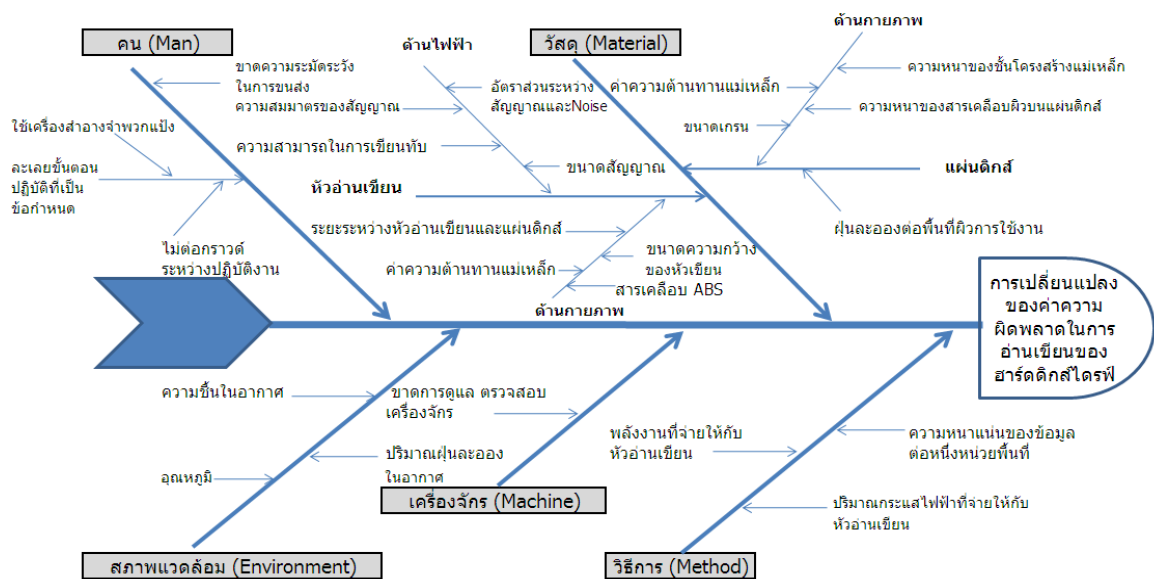 คน (Man)
ขาดความระมัดระวัง
ในการขนส่ง
ใช้เครื่องสำอางจำพวกแป้ง
ละเลยขั้นตอน
ปฏิบัติที่เป็น
ข้อกำหนด
ไม่ต่อกราวด์
ระหว่างปฏิบัติงาน
วัสดุ (Material)
ด้านไฟฟ้า
ความสมมาตรของสัญญาณ
อัตราส่วนระหว่าง
สัญญาณและNoise
ความสามารถในการเขียนทับ
ขนาดสัญญาณ
หัวอ่านเขียน
ระยะระหว่างหัวอ่านเขียนและแผ่นดิกส์
ขนาดความกว้าง
ของหัวเขียน
ค่าความต้านทานแม่เหล็ก
สารเคลือบ ABS
ด้านกายภาพ
ด้านกายภาพ
ความหนาของชั้นโครงสร้างแม่เหล็ก
ค่าความต้านทานแม่เหล็ก
ความหนาของสารเคลือบผิวบนแผ่นดิกส์
ขนาดเกรน
แผ่นดิกส์
ฝุ่นละอองต่อพื้นที่ผิวการใช้งาน
การเปลี่ยนแปลง
ของค่าความ
ผิดพลาดในการ
อ่านเขียนของ
ฮาร์ดดิกส์ไดรฟ์
ความชื้นในอากาศ
อุณหภูมิ
ปริมาณฝุ่นละออง
ในอากาศ
สภาพแวดล้อม (Environment)
ขาดการดูแล ตรวจสอบ
เครื่องจักร
เครื่องจักร (Machine)
พลังงานที่จ่ายให้กับ
หัวอ่านเขียน
ความหนาแน่นของข้อมูล
ต่อหนึ่งหน่วยพื้นที่
ปริมาณกระแสไฟฟ้าที่จ่ายให้กับ
หัวอ่านเขียน
วิธีการ (Method)